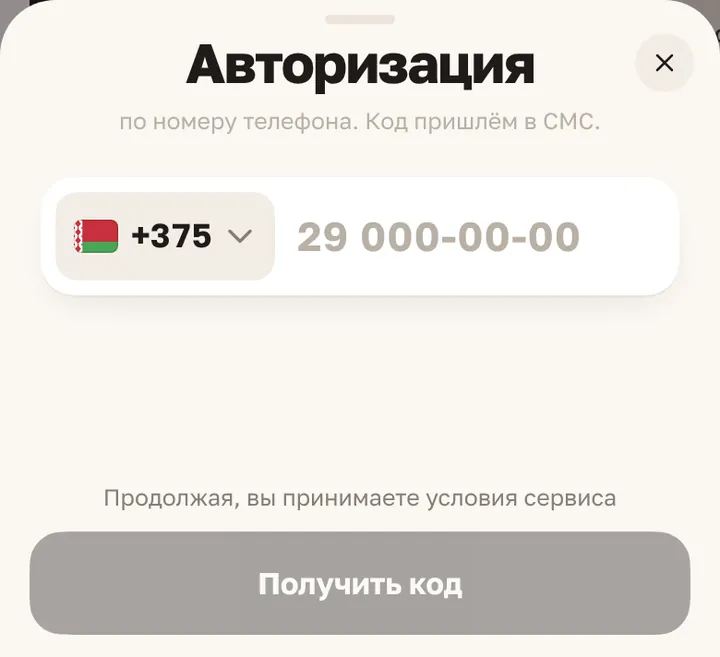 Авторизация
по номеру телефона. Код пришлём в СМС.
+375 29 000-00-00
Продолжая, вы принимаете условия сервиса
Получить код